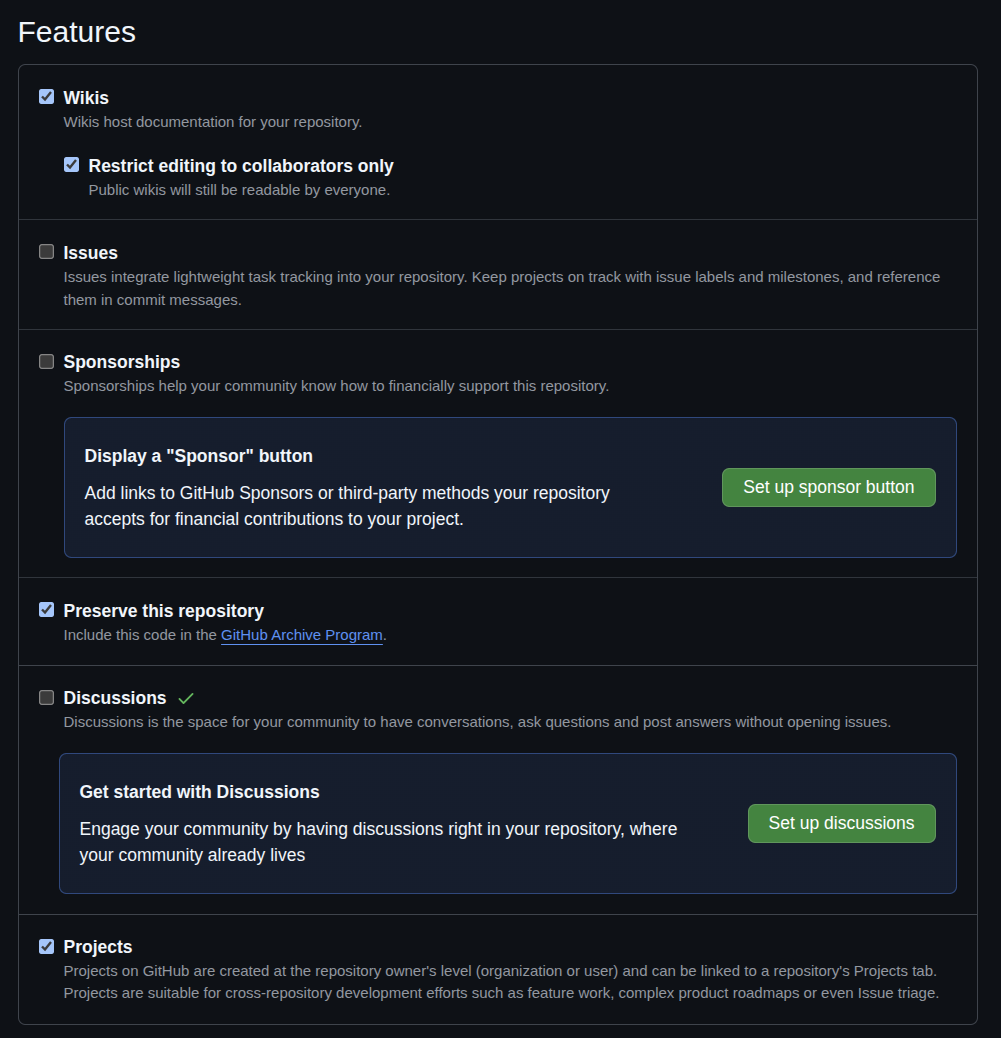 Features
Wikis
Wikis host documentation for your repository.
Restrict editing to collaborators only
Public wikis will still be readable by everyone.
Issues
Issues integrate lightweight task tracking into your repository. Keep projects on track with issue labels and milestones, and reference
them in commit messages.
Sponsorships
Sponsorships help your community know how to financially support this repository.
Display a "Sponsor" button
Add links to GitHub Sponsors or third-party methods your repository
accepts for financial contributions to your project.
Set up sponsor button
Preserve this repository
Include this code in the GitHub Archive Program.
Discussions
Discussions is the space for your community to have conversations, ask questions and post answers without opening issues.
Get started with Discussions
Engage your community by having discussions right in your repository, where
your community already lives
Set up discussions
Projects
Projects on GitHub are created at the repository owner's level (organization or user) and can be linked to a repository's Projects tab.
Projects are suitable for cross-repository development efforts such as feature work, complex product roadmaps or even Issue triage.